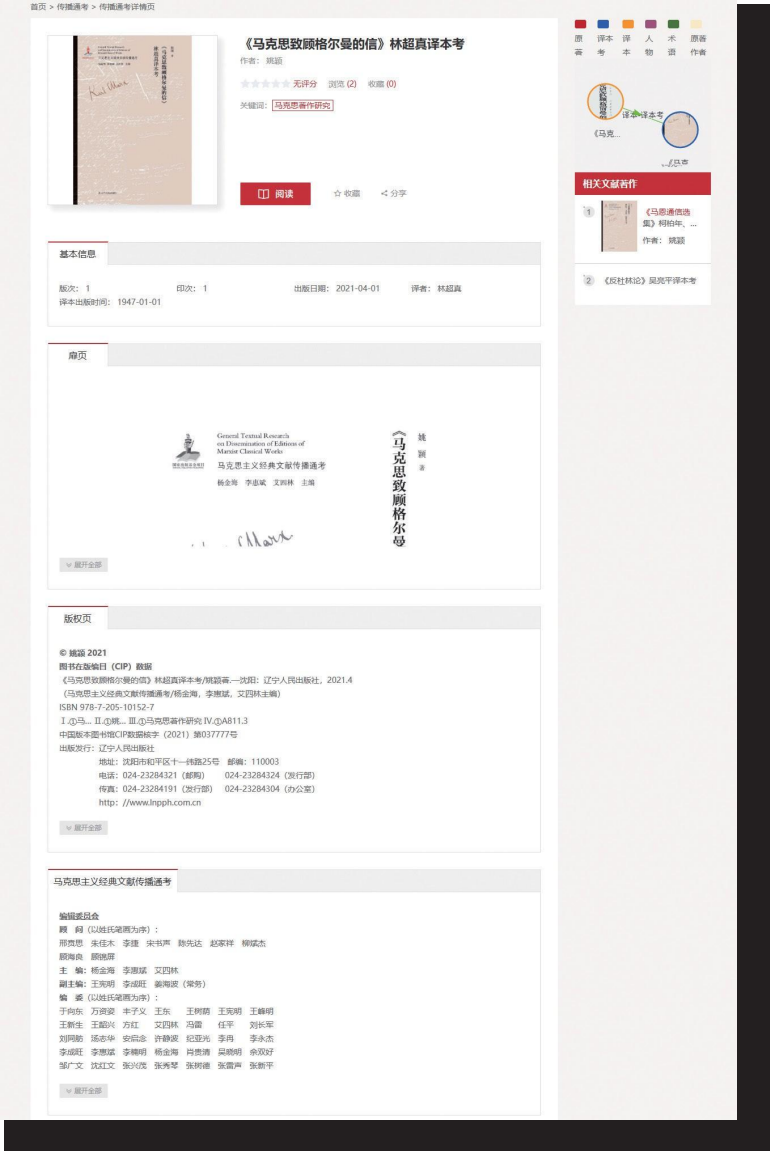 首页 > 传播通考 > 传播通考详情页
《马克思致顾格尔曼的信》林超真译本考
作者： 姚颖
无评分 浏览 (2) 收藏 (0)
关键词： 马克思著作研究
阅读 收藏 分享
基本信息
版次： 1 印次： 1 出版日期： 2021-04-01 译者： 林超真
译本出版时间： 1947-01-01
扉页
General Textual Research
on Dissemination of Editions of
Marxist Classical Works
马克思主义经典文献传播通考
杨金海 李惠斌 艾四林 主编
《马克思致顾格尔曼
姚颖 著
展开全部
版权页
© 姚颖 2021
图书在版编目（CIP）数据
《马克思致顾格尔曼的信》林超真译本考/姚颖著.—沈阳：辽宁人民出版社，2021.4
（马克思主义经典文献传播通考/杨金海，李惠斌，艾四林主编）
ISBN 978-7-205-10152-7
Ⅰ.①马… Ⅱ.①姚… Ⅲ.①马克思著作研究 Ⅳ.①A811.3
中国版本图书馆CIP数据核字（2021）第037777号
出版发行：辽宁人民出版社
地址：沈阳市和平区十一纬路25号 邮编：110003
电话：024-23284321（邮购） 024-23284324（发行部）
传真：024-23284191（发行部） 024-23284304（办公室）
http：//www.lnpph.com.cn
展开全部
马克思主义经典文献传播通考
编辑委员会
顾 问（以姓氏笔画为序）：
邢贲思 朱佳木 李捷 宋书声 陈先达 赵家祥 柳斌杰
顾海良 顾锦屏
主 编：杨金海 李惠斌 艾四林
副主编：王宪明 李成旺 姜海波（常务）
编 委（以姓氏笔画为序）：
于向东 万资姿 丰子义 王东 王树荫 王宪明 王峰明
王新生 王韶兴 方红 艾四林 冯雷 任平 刘长军
刘同舫 汤志华 安启念 许静波 纪亚光 李冉 李永杰
李成旺 李惠斌 李楠明 杨金海 肖贵清 吴晓明 余双好
邹广文 沈红文 张兴茂 张秀琴 张树德 张雷声 张新平
展开全部
原著 译本考 译本 人物 术语 原著作者
译本 译本考
《马克...
相关文献著作
1 《马恩通信选
集》柯柏年、...
作者： 姚颖
2 《反杜林论》吴亮平译本考